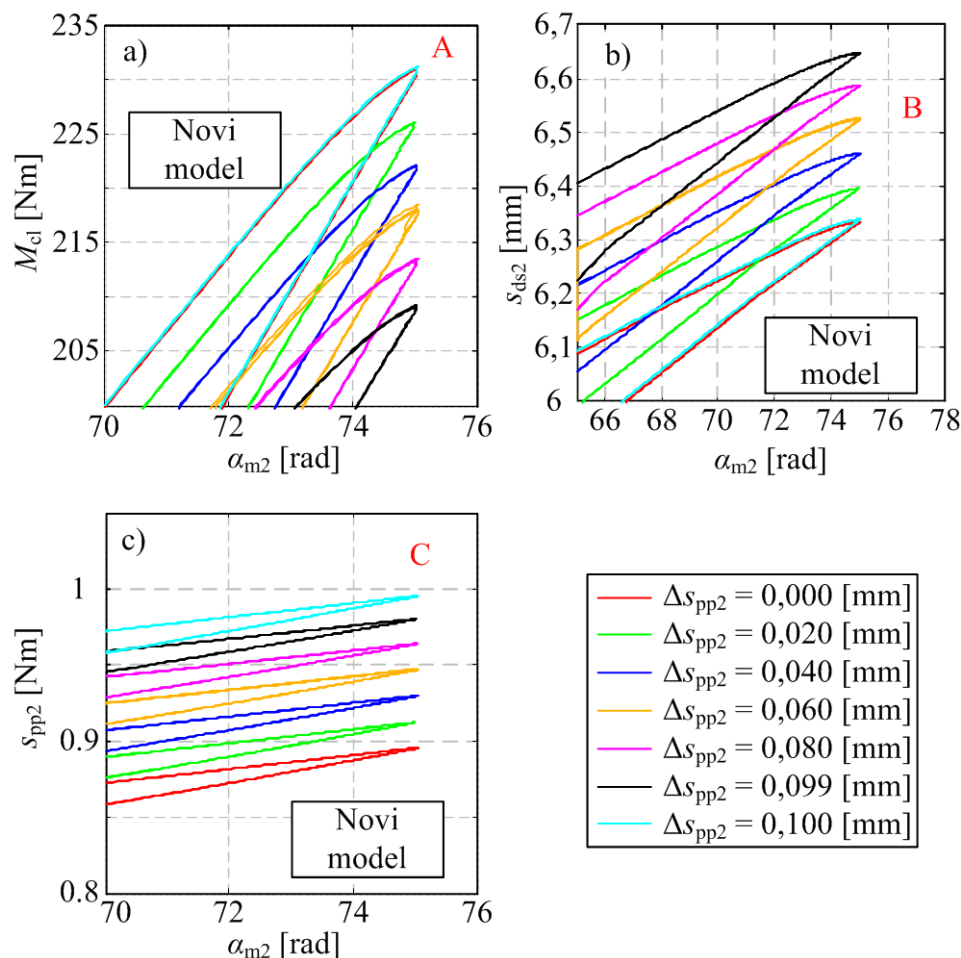 a)
A
235
225
215
205
M_cl [Nm]
Novi
model
70
72
74
76
α_m2 [rad]
b)
B
6,7
6,6
6,5
6,4
6,3
6,2
6,1
6
s_ds2 [mm]
Novi
model
66
68
70
72
74
76
78
α_m2 [rad]
c)
C
1
0.9
0.8
s_pp2 [Nm]
Novi
model
70
72
74
76
α_m2 [rad]
Δs_pp2 = 0,000 [mm]
Δs_pp2 = 0,020 [mm]
Δs_pp2 = 0,040 [mm]
Δs_pp2 = 0,060 [mm]
Δs_pp2 = 0,080 [mm]
Δs_pp2 = 0,099 [mm]
Δs_pp2 = 0,100 [mm]